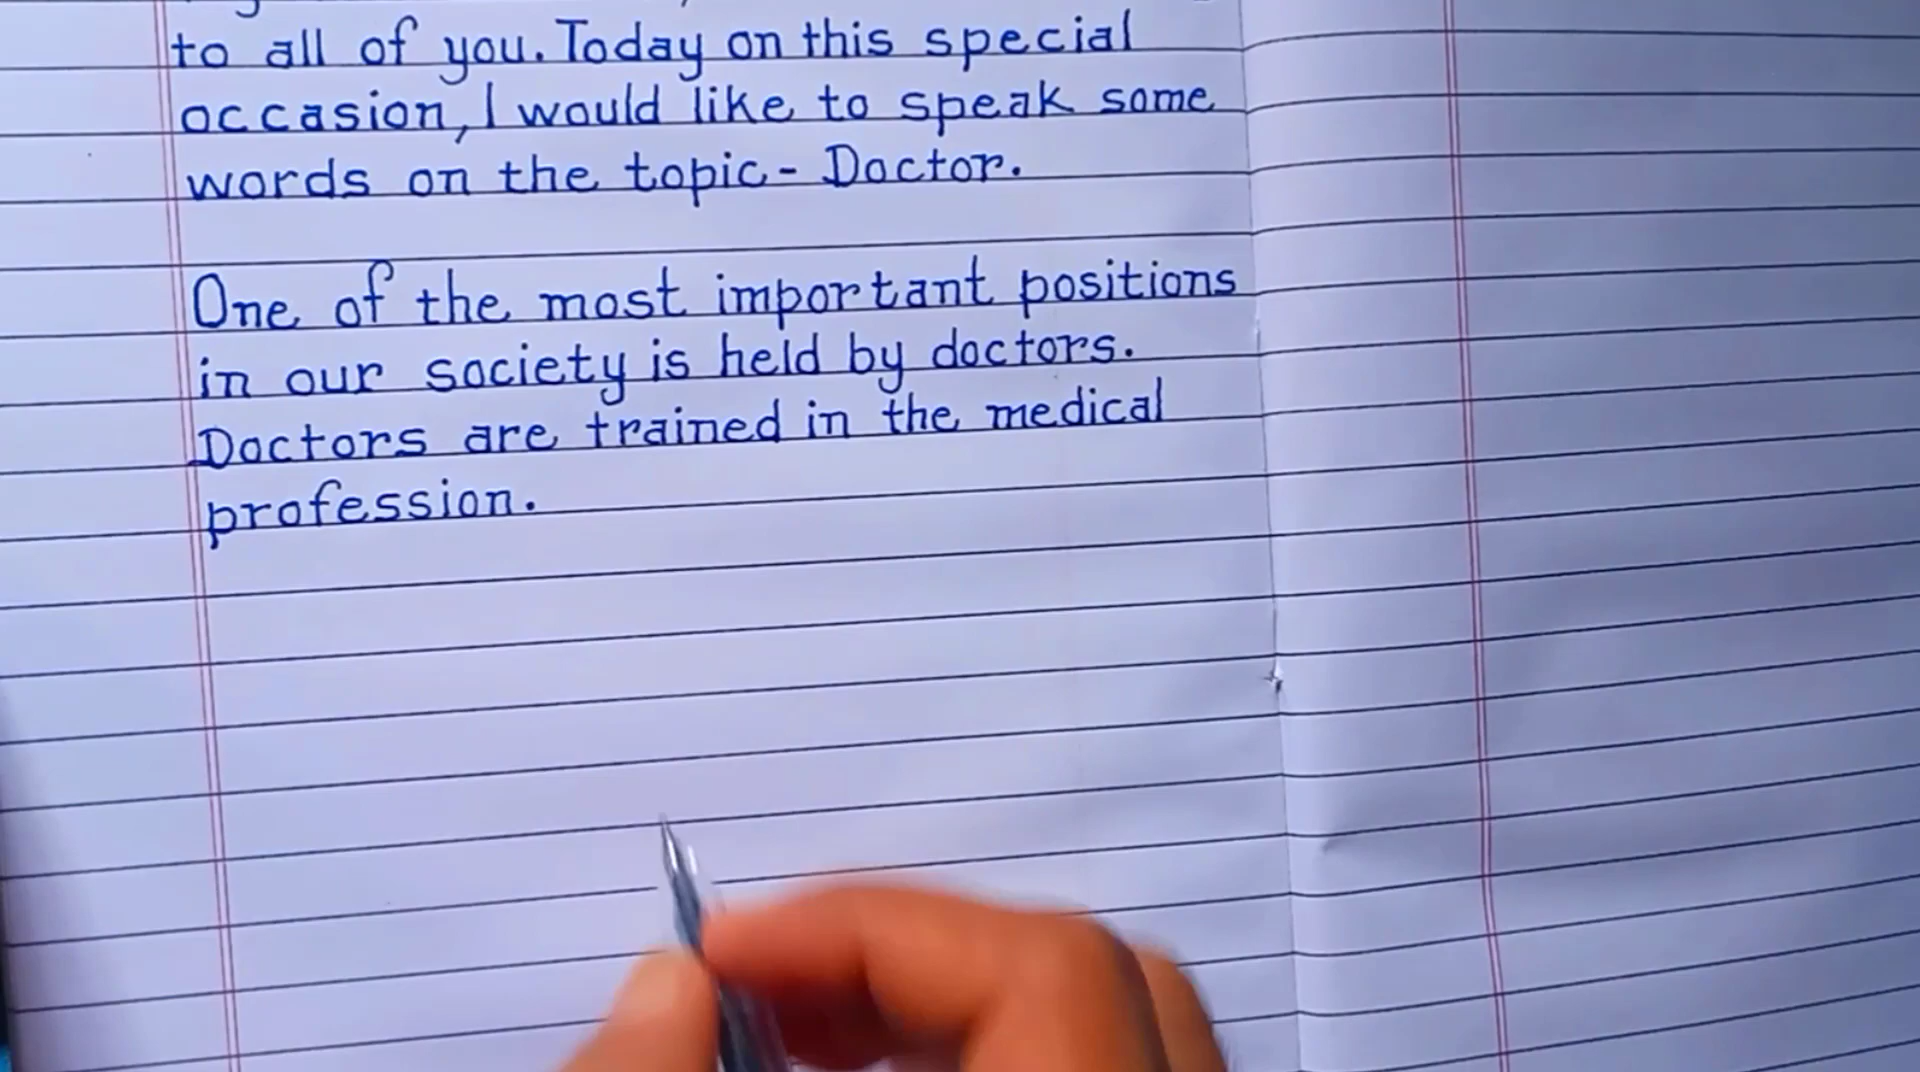 to all of you. Today on this special
occasion, I would like to speak some
words on the topic - Doctor.
One of the most important positions
in our society is held by doctors.
Doctors are trained in the medical
profession.